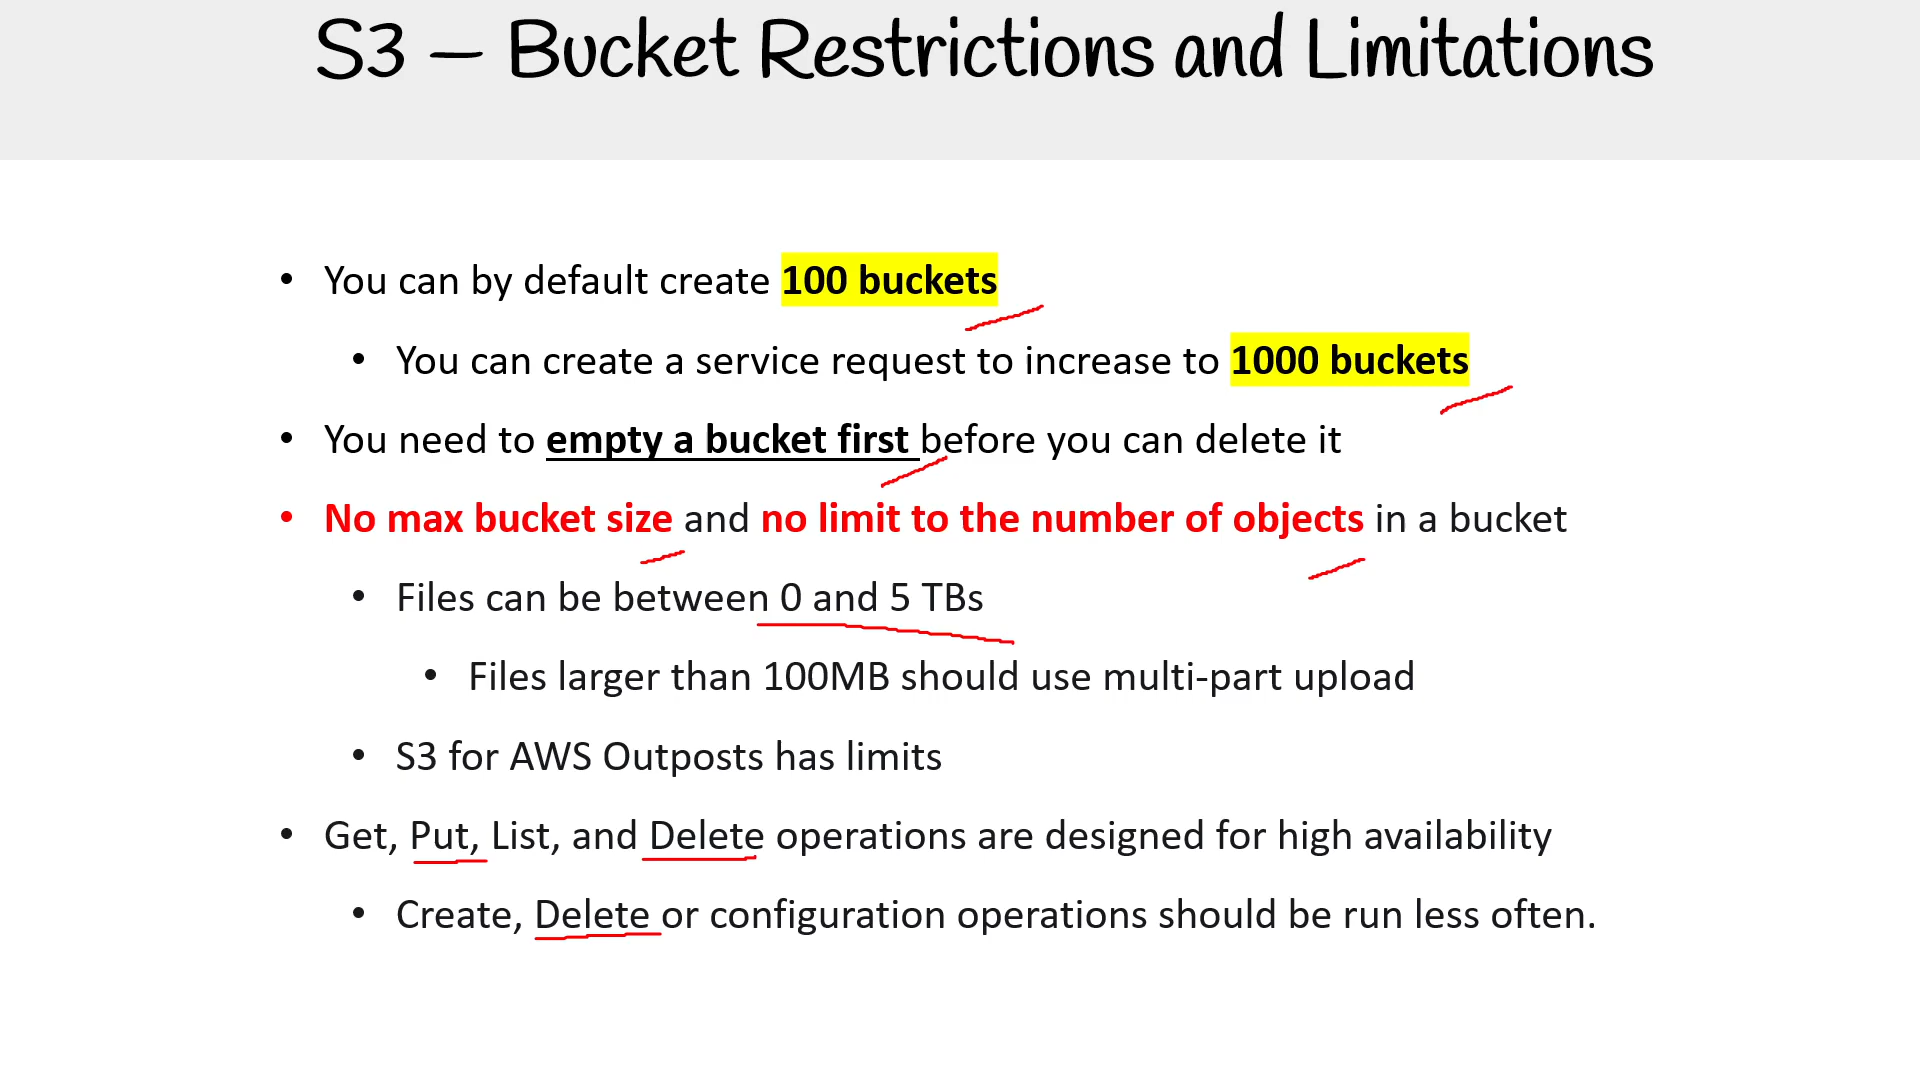 S3 – Bucket Restrictions and Limitations
• You can by default create 100 buckets
• You can create a service request to increase to 1000 buckets
• You need to empty a bucket first before you can delete it
• No max bucket size and no limit to the number of objects in a bucket
• Files can be between 0 and 5 TBs
• Files larger than 100MB should use multi-part upload
• S3 for AWS Outposts has limits
• Get, Put, List, and Delete operations are designed for high availability
• Create, Delete or configuration operations should be run less often.